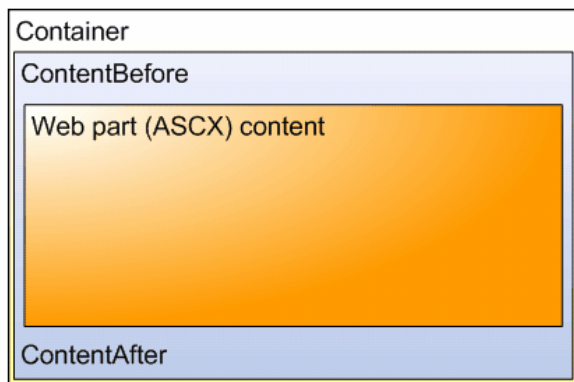 Container
ContentBefore
Web part (ASCX) content
ContentAfter